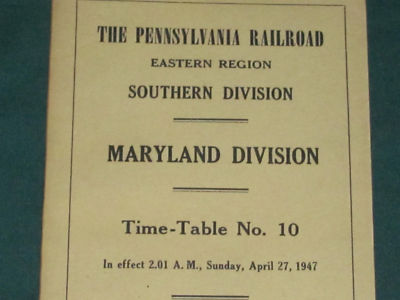 THE PENNSYLVANIA RAILROAD
EASTERN REGION
SOUTHERN DIVISION
MARYLAND DIVISION
Time-Table No. 10
In effect 2.01 A. M., Sunday, April 27, 1947